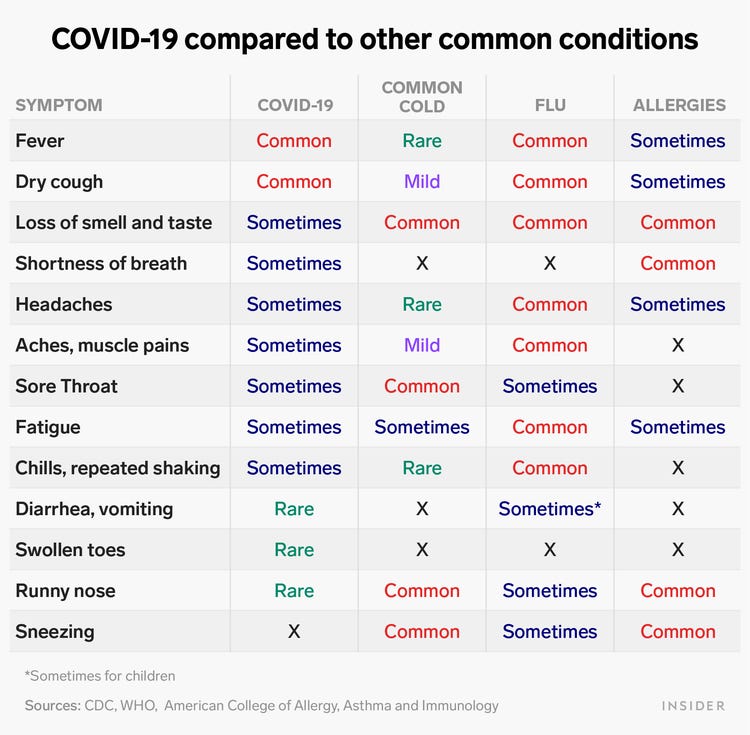 COVID-19 compared to other common conditions
SYMPTOM COVID-19 COMMON COLD FLU ALLERGIES
Fever Common Rare Common Sometimes
Dry cough Common Mild Common Sometimes
Loss of smell and taste Sometimes Common Common Common
Shortness of breath Sometimes X X Common
Headaches Sometimes Rare Common Sometimes
Aches, muscle pains Sometimes Mild Common X
Sore Throat Sometimes Common Sometimes X
Fatigue Sometimes Sometimes Common Sometimes
Chills, repeated shaking Sometimes Rare Common X
Diarrhea, vomiting Rare X Sometimes* X
Swollen toes Rare X X X
Runny nose Rare Common Sometimes Common
Sneezing X Common Sometimes Common
*Sometimes for children
Sources: CDC, WHO, American College of Allergy, Asthma and Immunology INSIDER